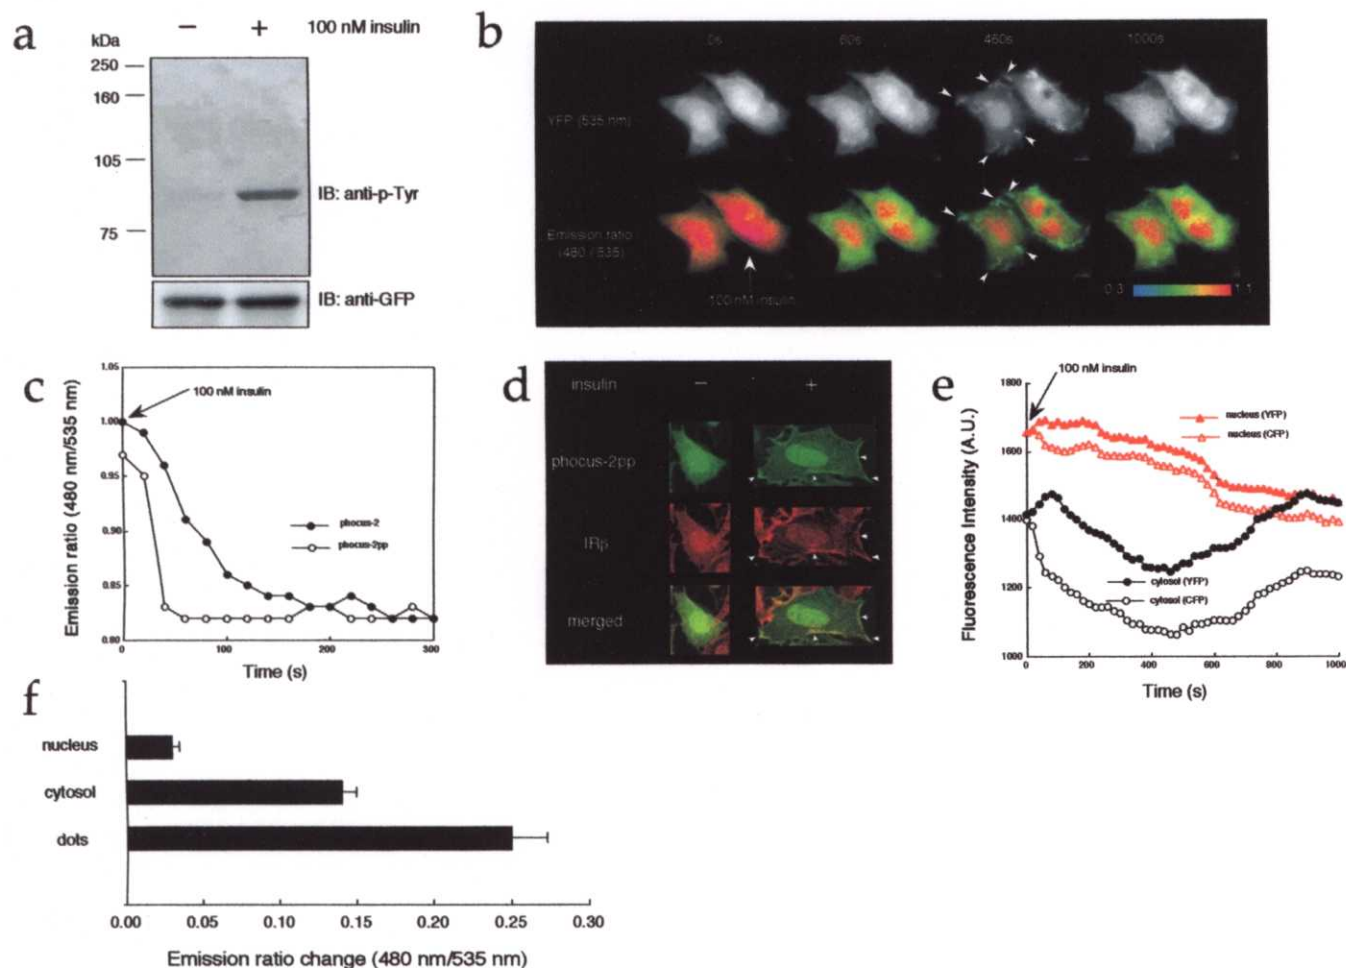 a
− + 100 nM insulin
kDa
250
160
105
75
IB: anti-p-Tyr
IB: anti-GFP
b
0s 60s 460s 1000s
YFP (535 nm)
Emission ratio
(480 / 535)
100 nM insulin
0.3 1.1
c
Emission ratio (480 nm/535 nm)
1.05
1.00
0.95
0.90
0.85
0.80
100 nM insulin
phocus-2
phocus-2pp
0 100 200 300
Time (s)
d
insulin − +
phocus-2pp
IRβ
merged
e
Fluorescence Intensity (A.U.)
1800
1600
1400
1200
1000
100 nM insulin
nucleus (YFP)
nucleus (CFP)
cytosol (YFP)
cytosol (CFP)
0 200 400 600 800 1000
Time (s)
f
nucleus
cytosol
dots
0.00 0.05 0.10 0.15 0.20 0.25 0.30
Emission ratio change (480 nm/535 nm)